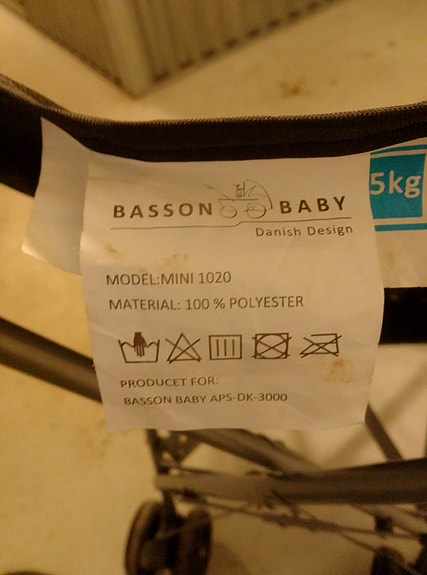 BASSON BABY
Danish Design
5kg
MODEL:MINI 1020
MATERIAL: 100 % POLYESTER
PRODUCET FOR:
BASSON BABY APS-DK-3000